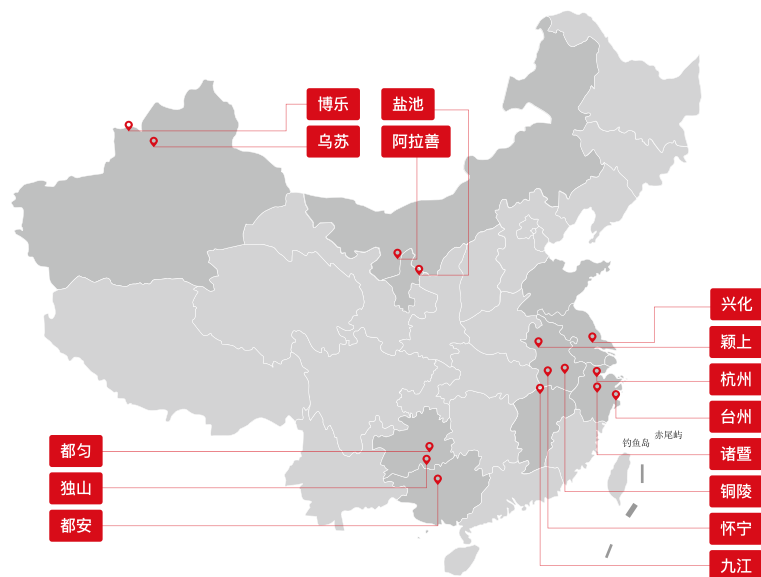 博乐
盐池
乌苏
阿拉善
兴化
颍上
杭州
台州
赤尾屿
钓鱼岛
都匀
诸暨
独山
铜陵
都安
怀宁
九江